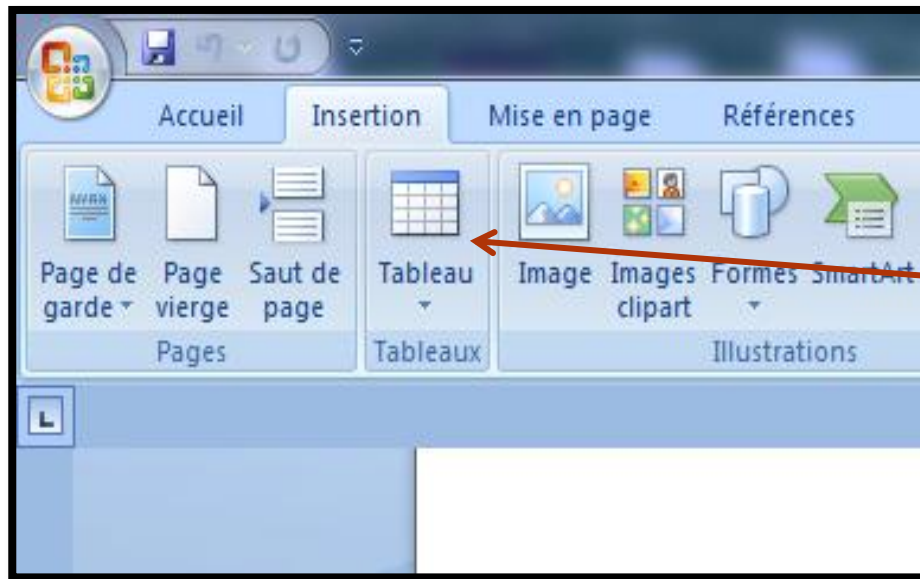 Accueil Insertion Mise en page Références
Page de garde Page vierge Saut de page Tableau Image Images clipart Formes SmartArt
Pages Tableaux Illustrations
L